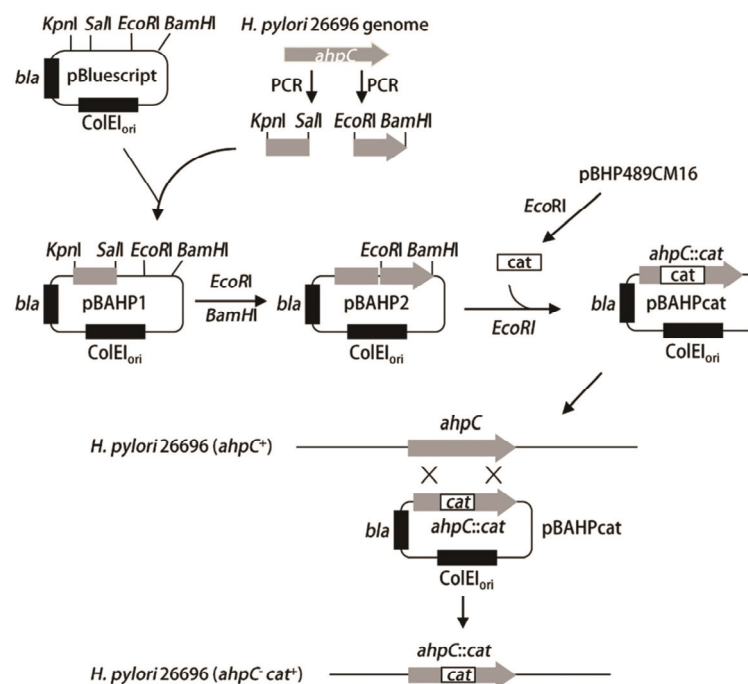 KpnI SalI EcoRI BamHI
bla
pBluescript
ColEIori
H. pylori 26696 genome
ahpC
PCR PCR
KpnI SalI EcoRI BamHI
pBHP489CM16
EcoRI
cat
EcoRI
KpnI SalI EcoRI BamHI
bla
pBAHP1
ColEIori
EcoRI
BamHI
EcoRI BamHI
bla
pBAHP2
ColEIori
ahpC::cat
cat
bla
pBAHPcat
ColEIori
ahpC
H. pylori 26696 (ahpC+)
cat
bla
ahpC::cat
pBAHPcat
ColEIori
ahpC::cat
H. pylori 26696 (ahpC- cat+)
cat